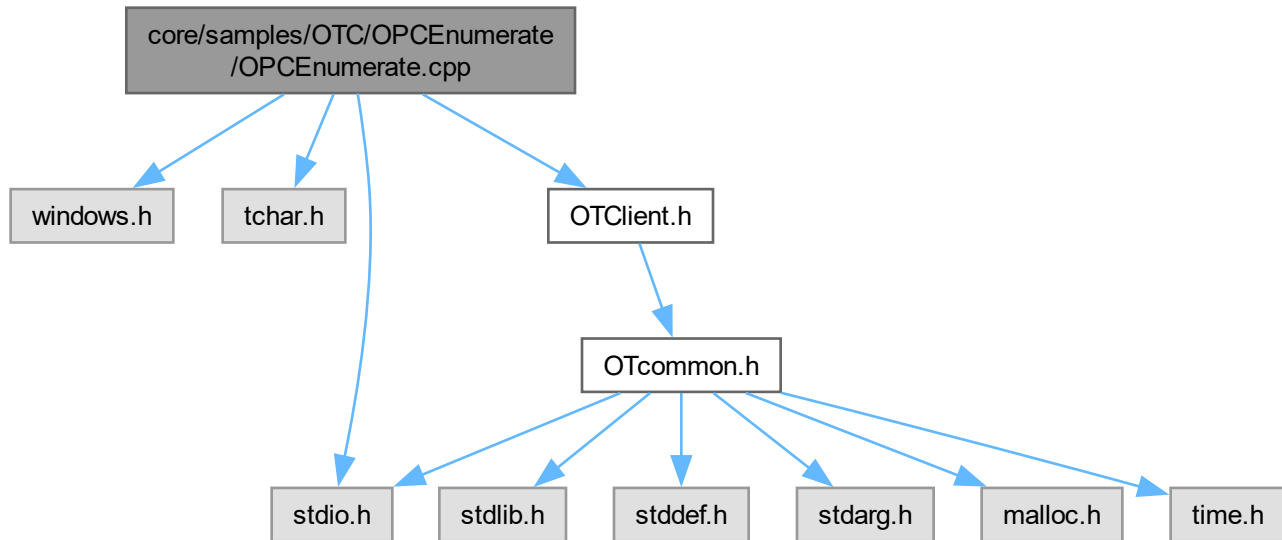 core/samples/OTC/OPCEnumerate
/OPCEnumerate.cpp
windows.h
tchar.h
OTClient.h
OTcommon.h
stdio.h
stdlib.h
stddef.h
stdarg.h
malloc.h
time.h